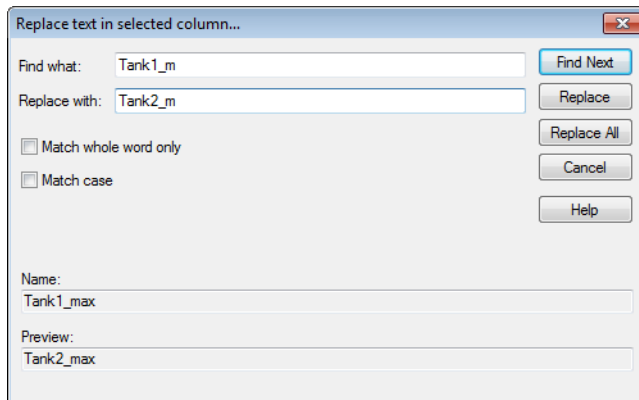 Replace text in selected column...
Find what: Tank1_m Find Next
Replace with: Tank2_m Replace
Replace All
Match whole word only
Cancel
Match case
Help
Name:
Tank1_max
Preview:
Tank2_max